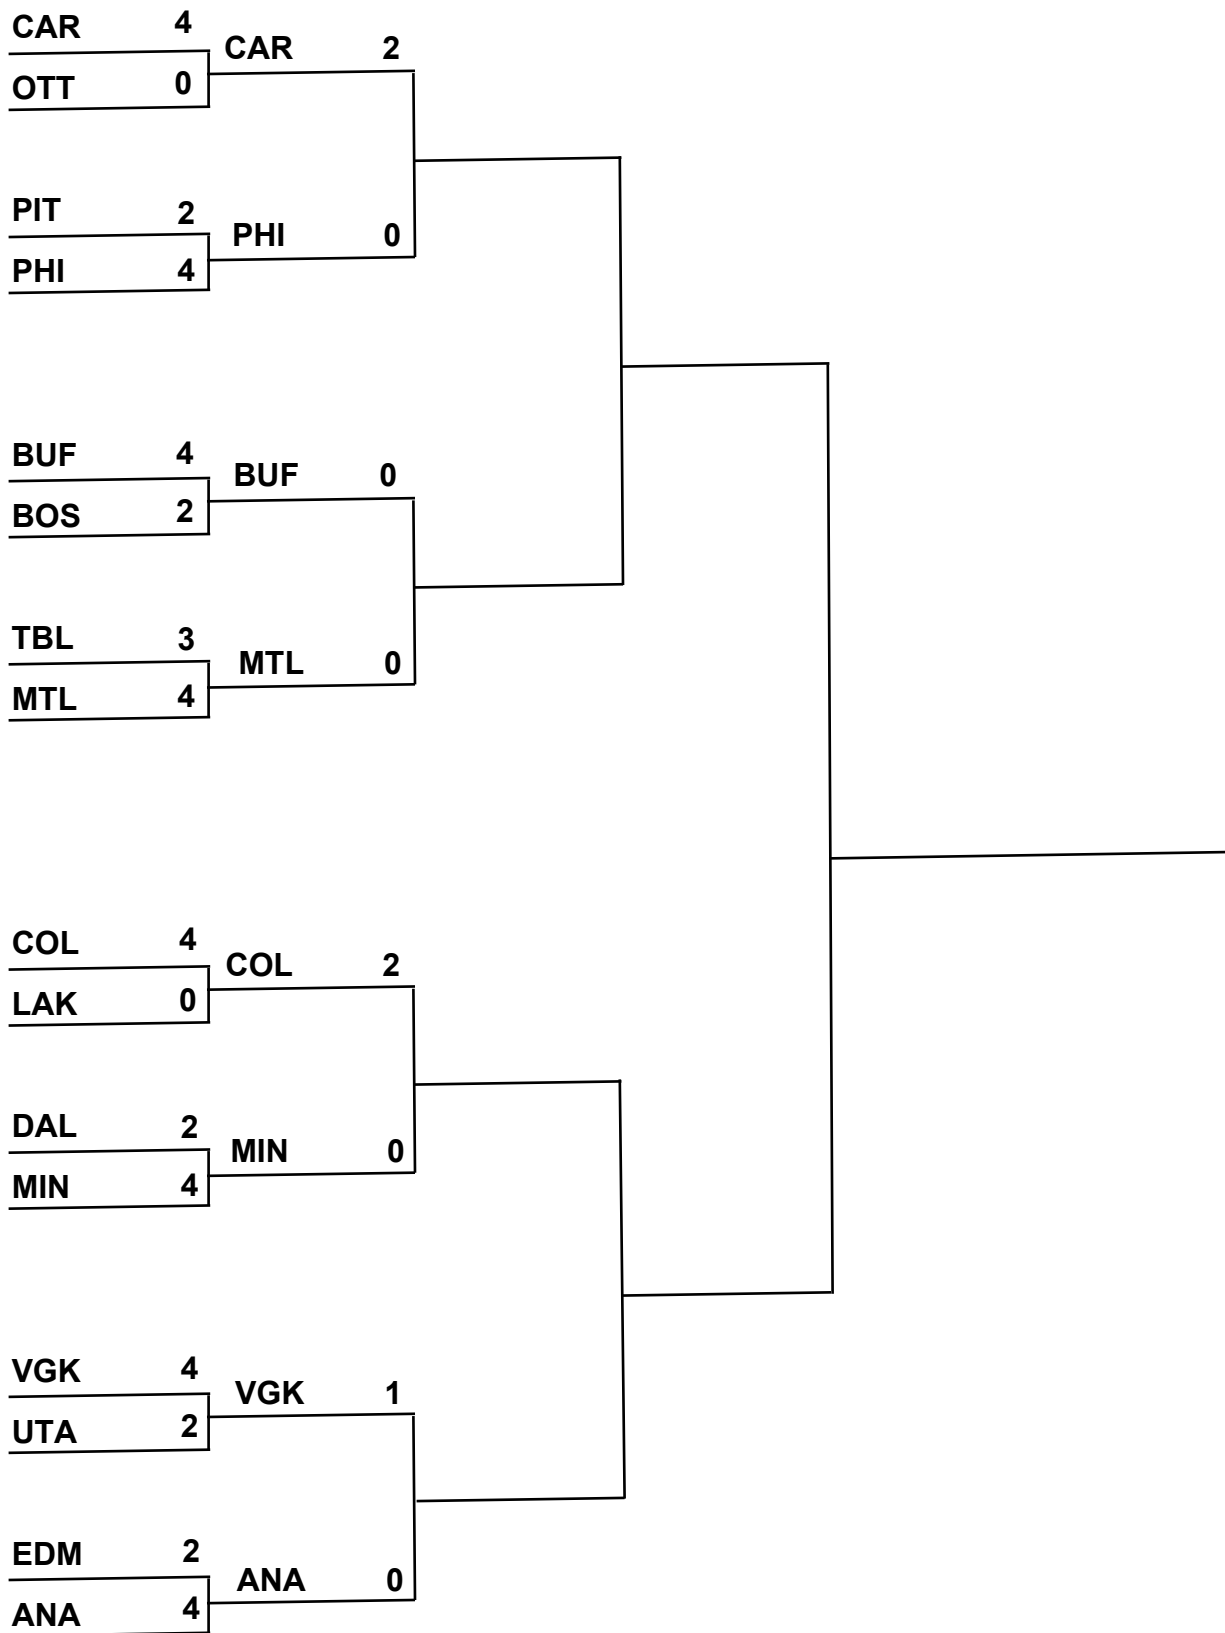 CAR 4
OTT 0
CAR 2
PIT 2
PHI 4
PHI 0
BUF 4
BOS 2
BUF 0
TBL 3
MTL 4
MTL 0
COL 4
LAK 0
COL 2
DAL 2
MIN 4
MIN 0
VGK 4
UTA 2
VGK 1
EDM 2
ANA 4
ANA 0